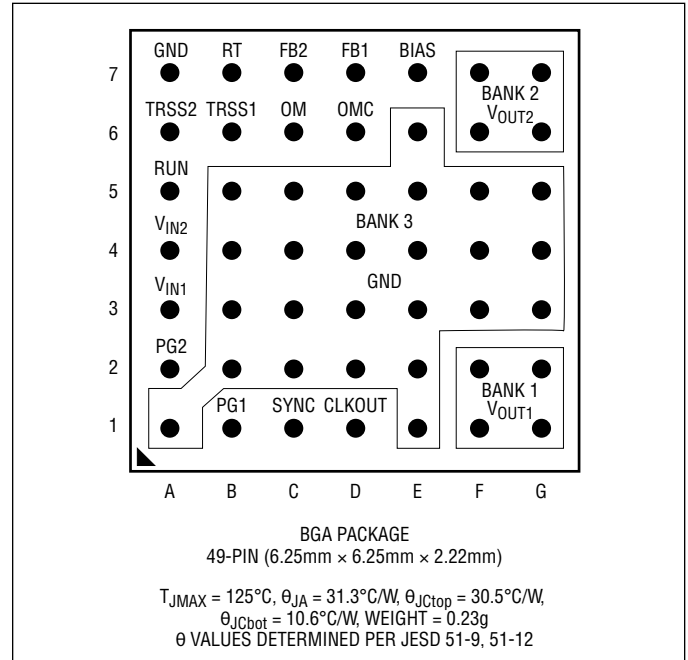 GND RT FB2 FB1 BIAS
7
BANK 2
VOUT2
TRSS2 TRSS1 OM OMC
6
RUN
5
VIN2 BANK 3
4
VIN1 GND
3
PG2
2
BANK 1
VOUT1
PG1 SYNC CLKOUT
1
A B C D E F G
BGA PACKAGE
49-PIN (6.25mm × 6.25mm × 2.22mm)
TJMAX = 125°C, θJA = 31.3°C/W, θJCtop = 30.5°C/W,
θJCbot = 10.6°C/W, WEIGHT = 0.23g
θ VALUES DETERMINED PER JESD 51-9, 51-12